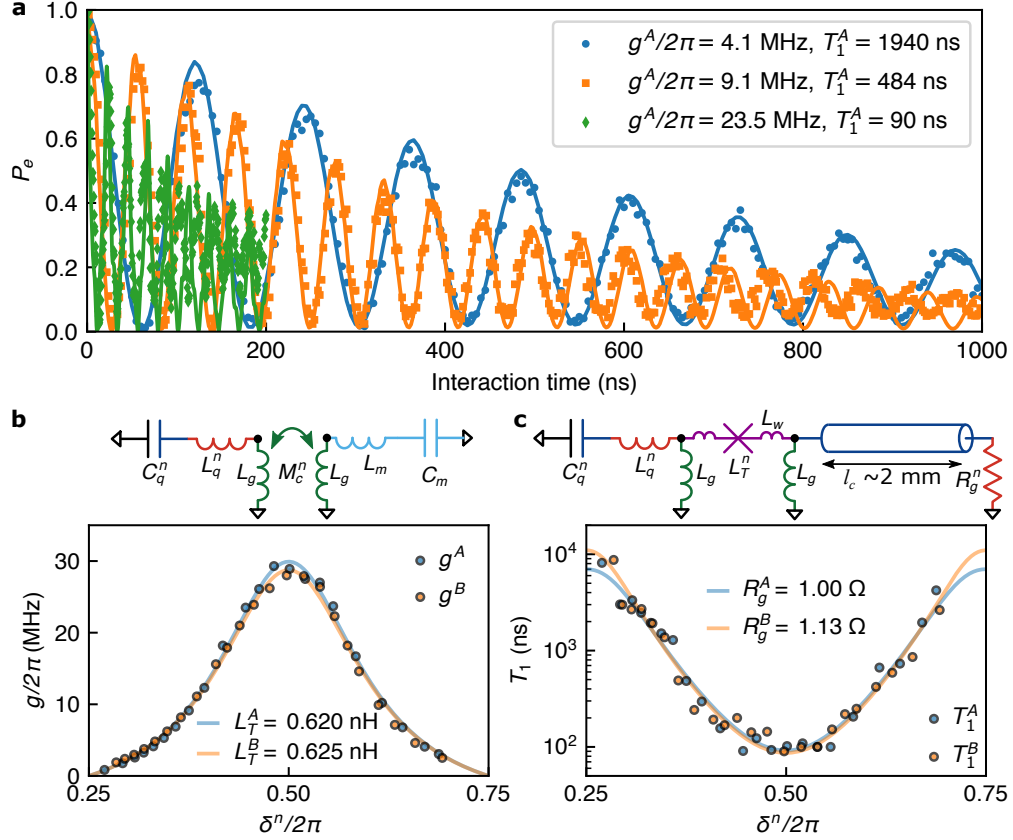 a
P_e
1.0
0.8
0.6
0.4
0.2
0.0
g^A/2π = 4.1 MHz, T_1^A = 1940 ns
g^A/2π = 9.1 MHz, T_1^A = 484 ns
g^A/2π = 23.5 MHz, T_1^A = 90 ns
0 200 400 600 800 1000
Interaction time (ns)
b
C_q^n L_q^n L_g M_c^n L_g L_m C_m
g/2π (MHz)
30
20
10
0
g^A
g^B
L_T^A = 0.620 nH
L_T^B = 0.625 nH
0.25 0.50 0.75
δ^n/2π
c
C_q^n L_q^n L_g L_T^n L_w L_g l_c ~2 mm R_g^n
T_1 (ns)
10^4
10^3
10^2
R_g^A = 1.00 Ω
R_g^B = 1.13 Ω
T_1^A
T_1^B
0.25 0.50 0.75
δ^n/2π